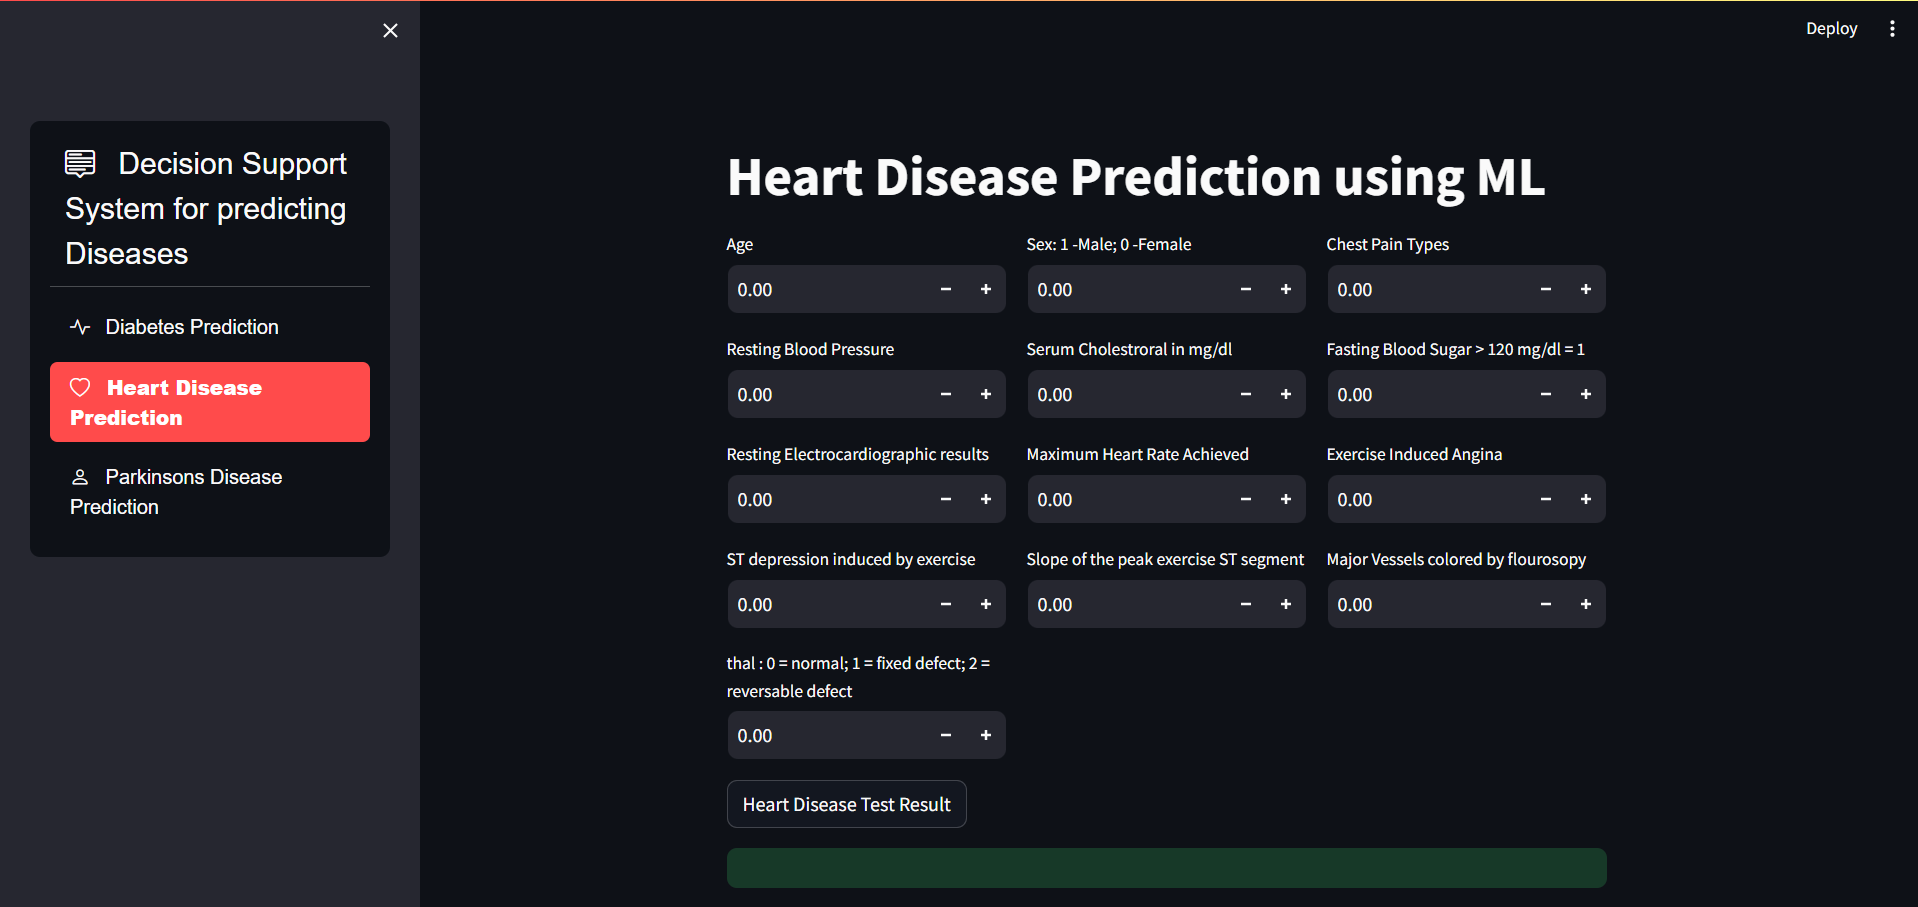 Deploy
Decision Support
System for predicting
Diseases
Diabetes Prediction
Heart Disease
Prediction
Parkinsons Disease
Prediction
Heart Disease Prediction using ML
Age
Sex: 1 -Male; 0 -Female
Chest Pain Types
0.00
0.00
0.00
Resting Blood Pressure
Serum Cholestroral in mg/dl
Fasting Blood Sugar > 120 mg/dl = 1
0.00
0.00
0.00
Resting Electrocardiographic results
Maximum Heart Rate Achieved
Exercise Induced Angina
0.00
0.00
0.00
ST depression induced by exercise
Slope of the peak exercise ST segment
Major Vessels colored by flourosopy
0.00
0.00
0.00
thal : 0 = normal; 1 = fixed defect; 2 =
reversable defect
0.00
Heart Disease Test Result